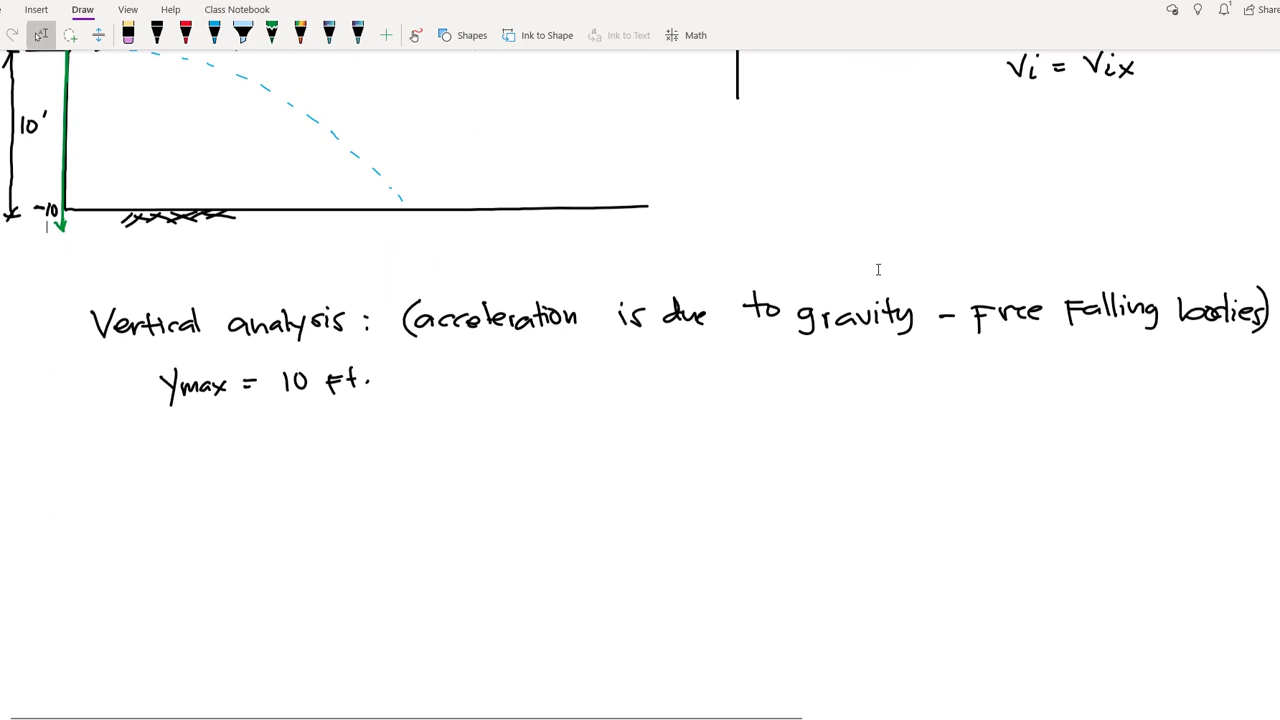 Insert Draw View Help Class Notebook
1 Share
Shapes Ink to Shape Ink to Text Math
Vi = Vix
10'
-10
Vertical analysis : (acceleration is due to gravity - Free Falling bodies)
Ymax = 10 Ft.